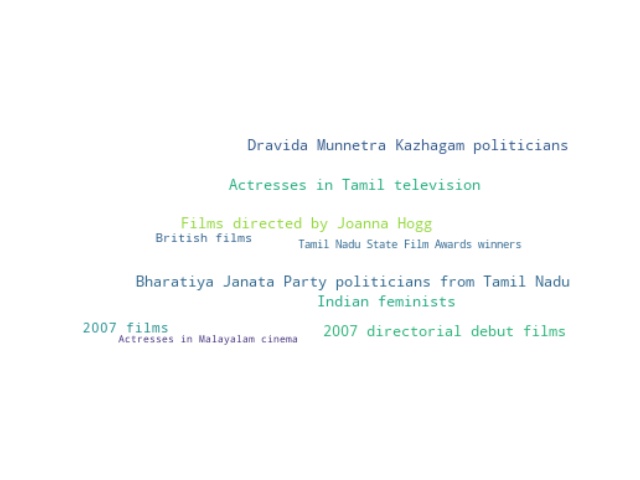 Dravida Munnetra Kazhagam politicians
Actresses in Tamil television
Films directed by Joanna Hogg
British films
Tamil Nadu State Film Awards winners
Bharatiya Janata Party politicians from Tamil Nadu
Indian feminists
2007 films
2007 directorial debut films
Actresses in Malayalam cinema